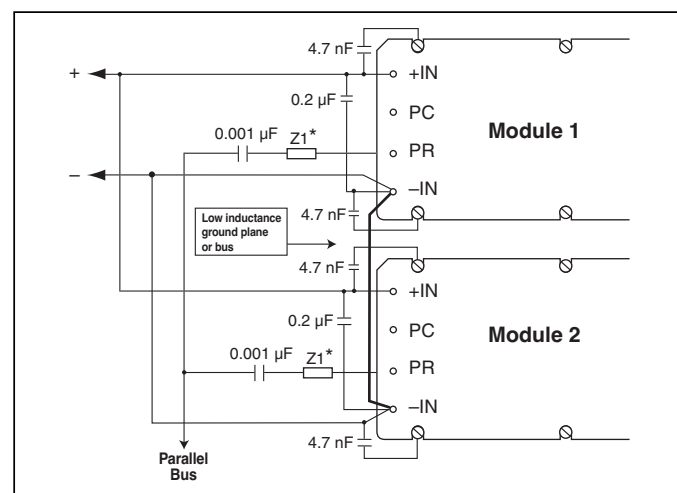 4.7 nF
+
+IN
0.2 µF
PC
Module 1
0.001 µF
Z1*
PR
–
–IN
Low inductance
ground plane
or bus
4.7 nF
4.7 nF
+IN
0.2 µF
PC
Module 2
0.001 µF
Z1*
PR
–IN
4.7 nF
Parallel
Bus